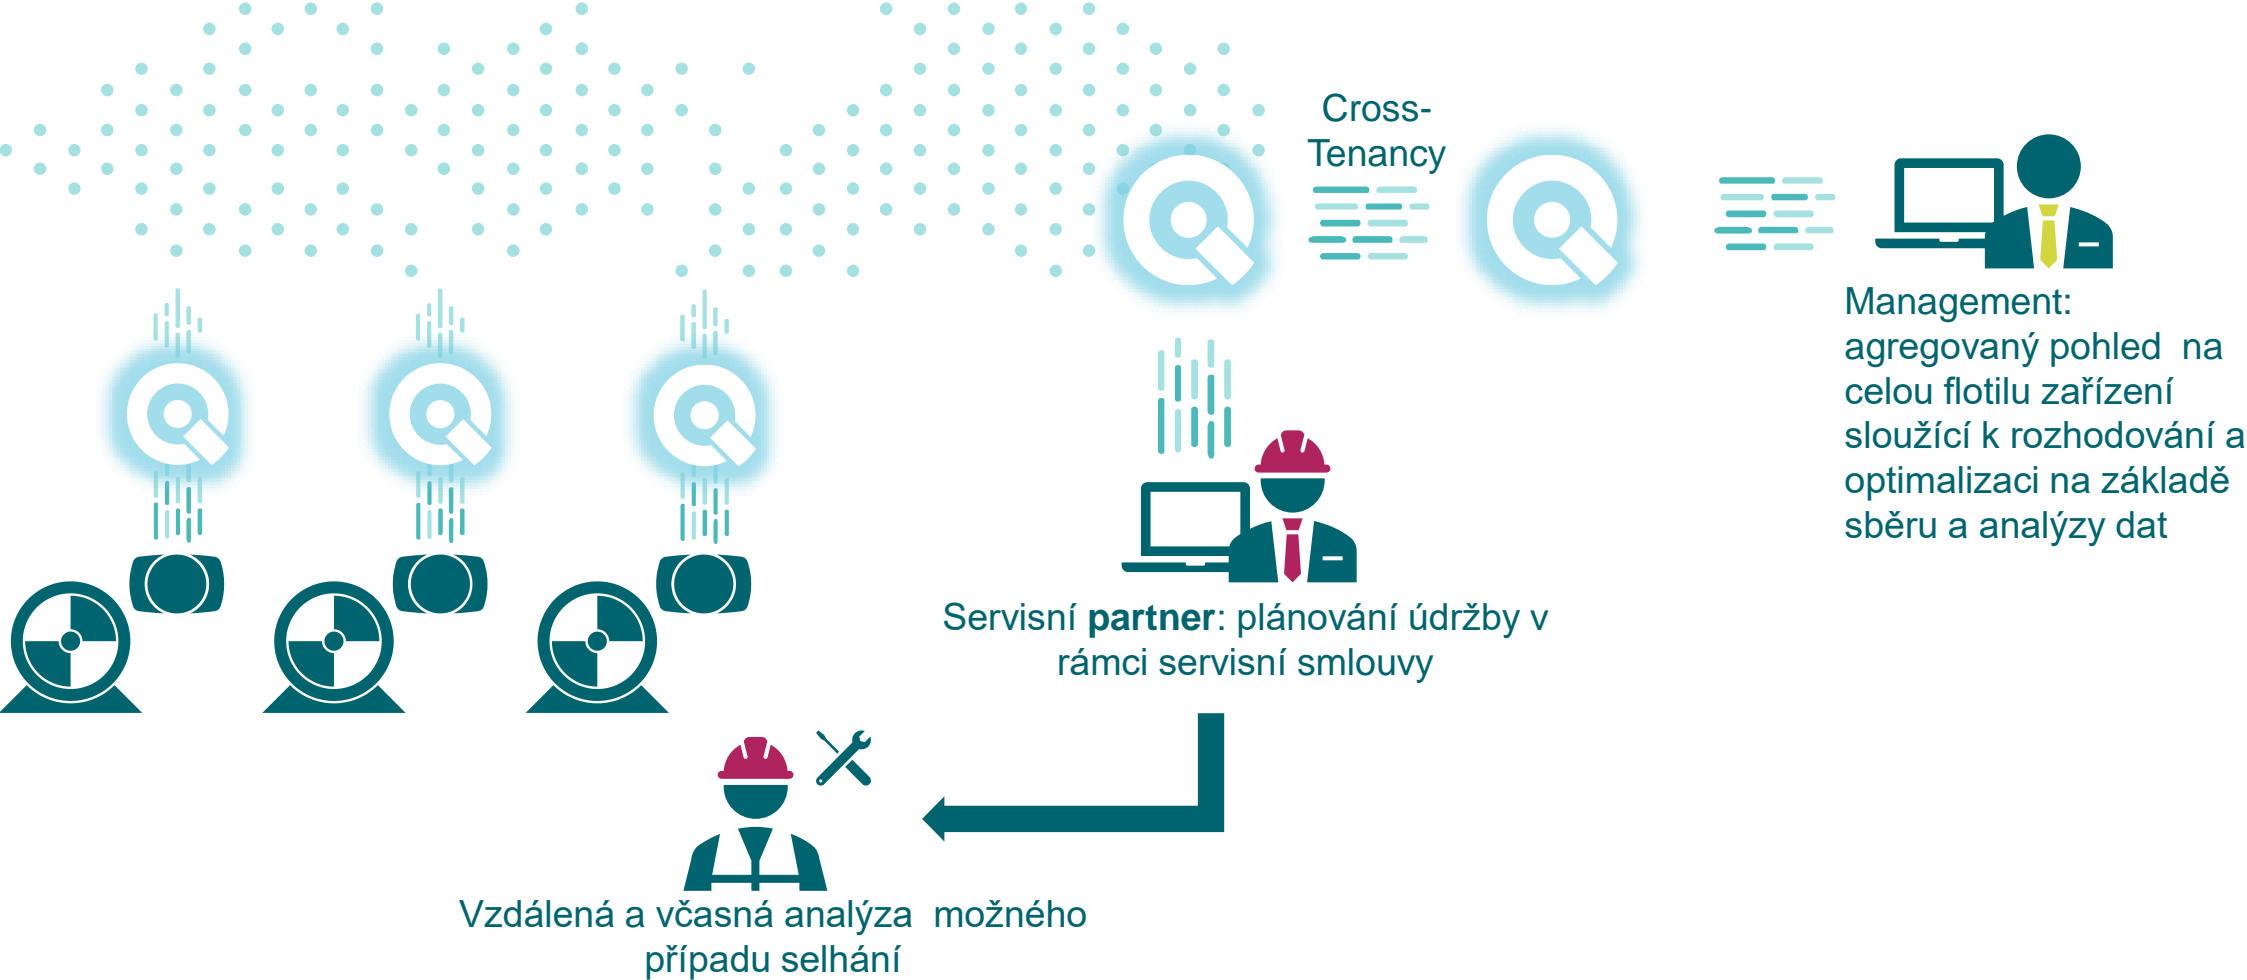 Cross-
Tenancy
Management:
agregovaný pohled  na
celou flotilu zařízení
sloužící k rozhodování a
optimalizaci na základě
sběru a analýzy dat
Servisní partner: plánování údržby v
rámci servisní smlouvy
Vzdálená a včasná analýza  možného
případu selhání